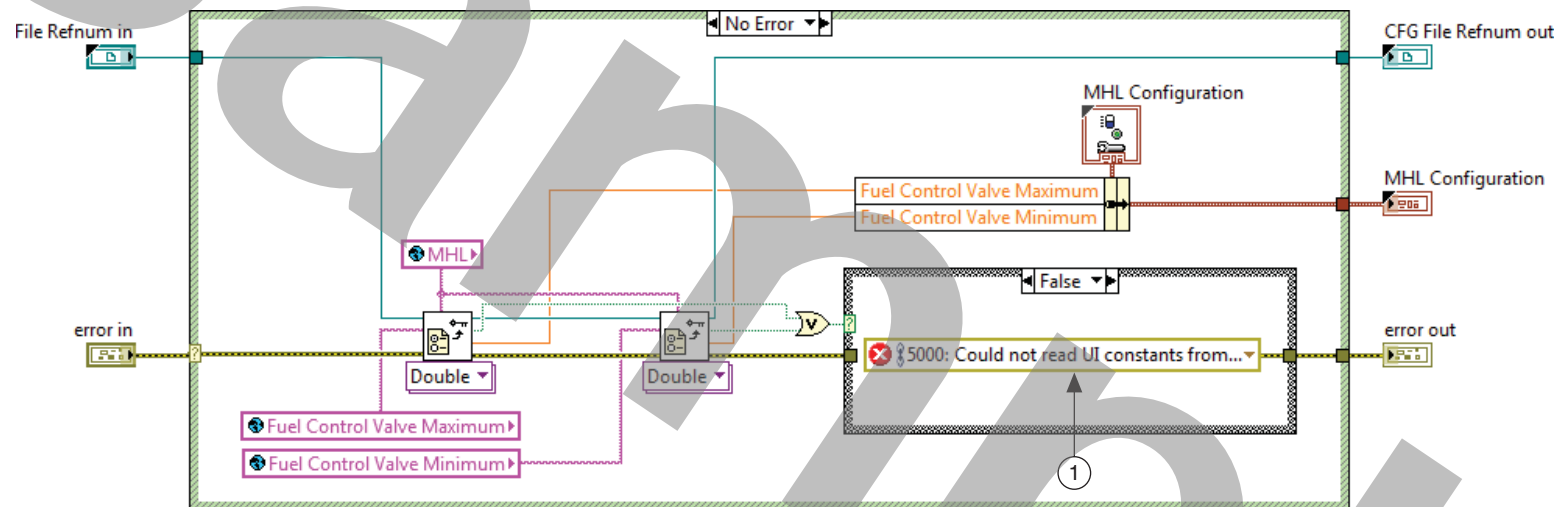 No Error
File Refnum in
CFG File Refnum out
MHL Configuration
Fuel Control Valve Maximum
Fuel Control Valve Minimum
MHL Configuration
MHL
False
error in
5000: Could not read UI constants from...
error out
Double
Double
Fuel Control Valve Maximum
Fuel Control Valve Minimum
1